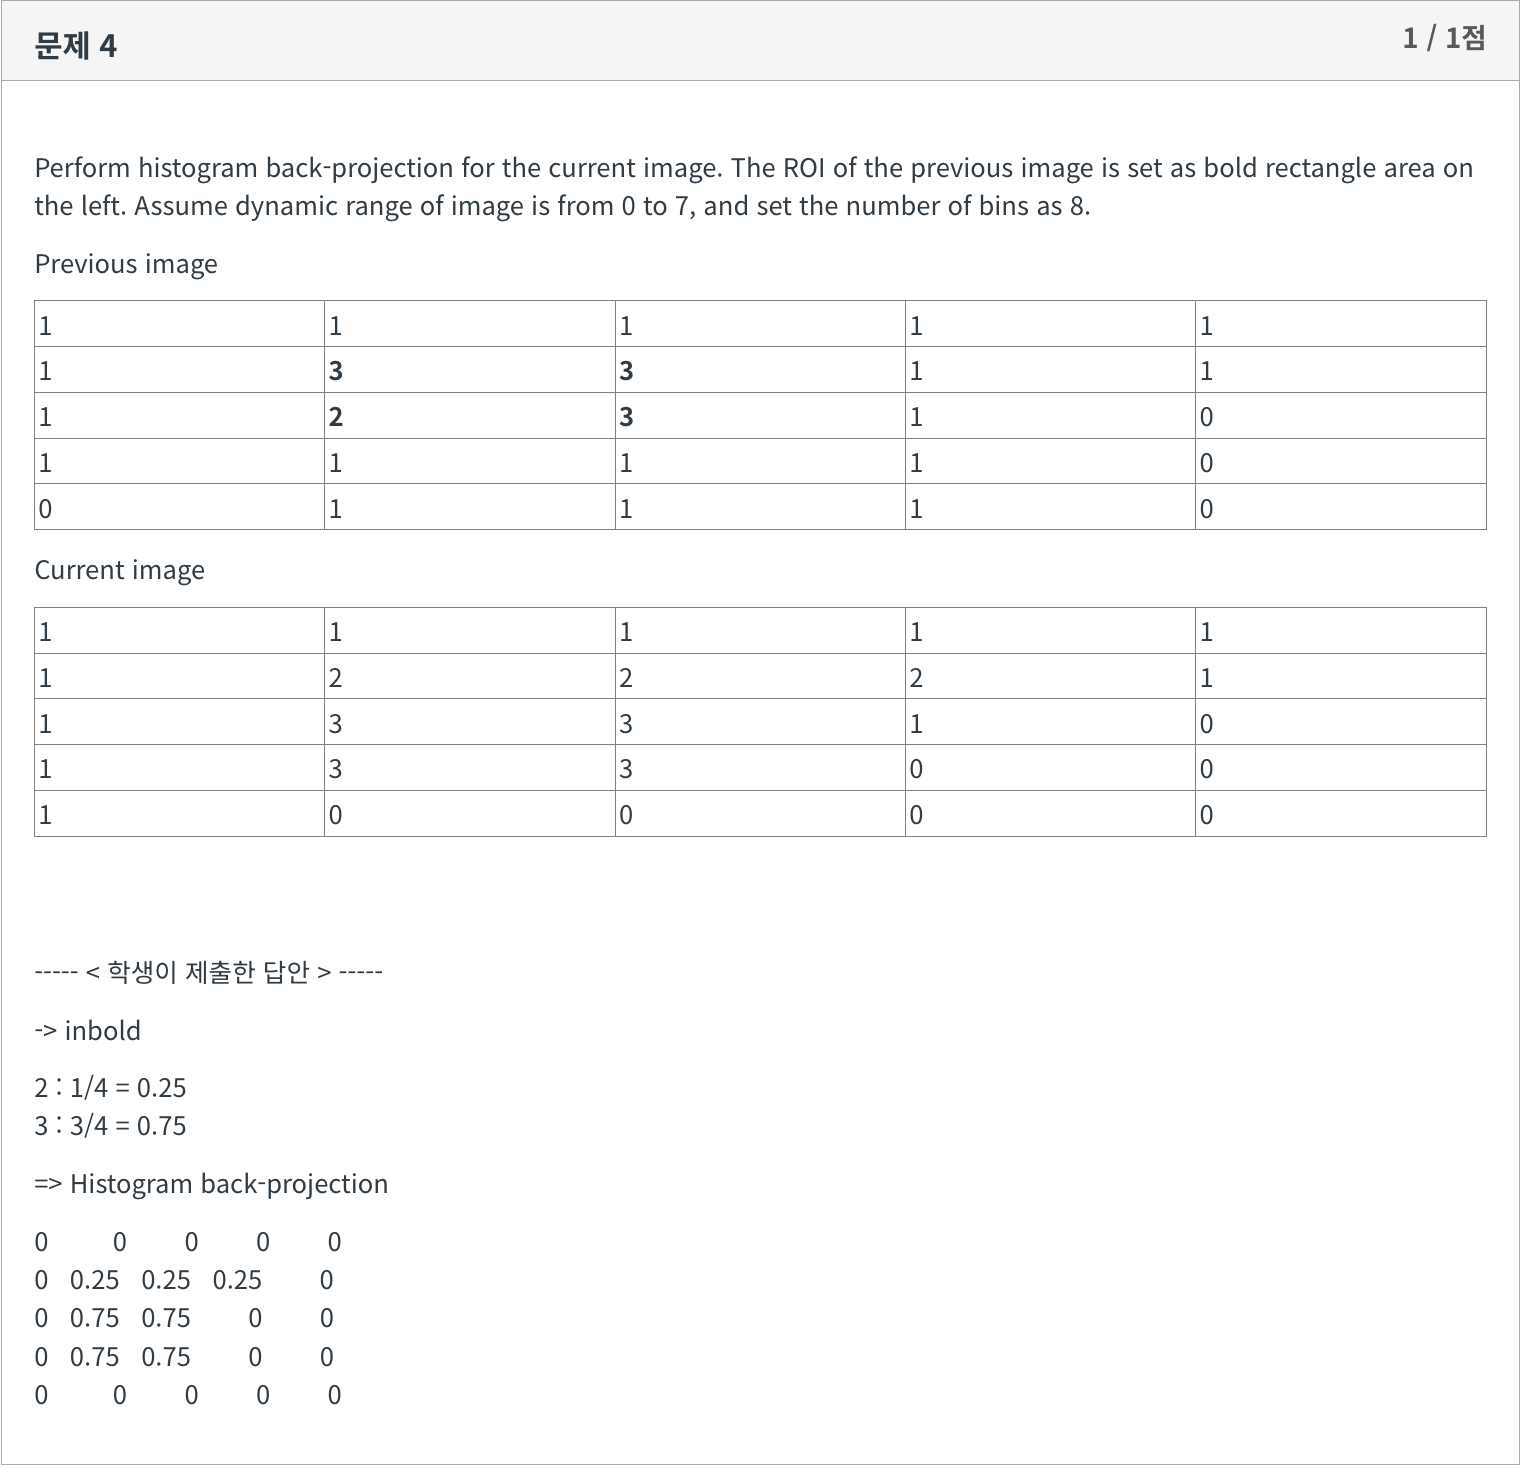 문제 4
1 / 1점
Perform histogram back-projection for the current image. The ROI of the previous image is set as bold rectangle area on
the left. Assume dynamic range of image is from 0 to 7, and set the number of bins as 8.
Previous image
1 1 1 1 1
1 3 3 1 1
1 2 3 1 0
1 1 1 1 0
0 1 1 1 0
Current image
1 1 1 1 1
1 2 2 2 1
1 3 3 1 0
1 3 3 0 0
1 0 0 0 0
----- < 학생이 제출한 답안 > -----
-> inbold
2 : 1/4 = 0.25
3 : 3/4 = 0.75
=> Histogram back-projection
0 0 0 0 0
0 0.25 0.25 0.25 0
0 0.75 0.75 0 0
0 0.75 0.75 0 0
0 0 0 0 0